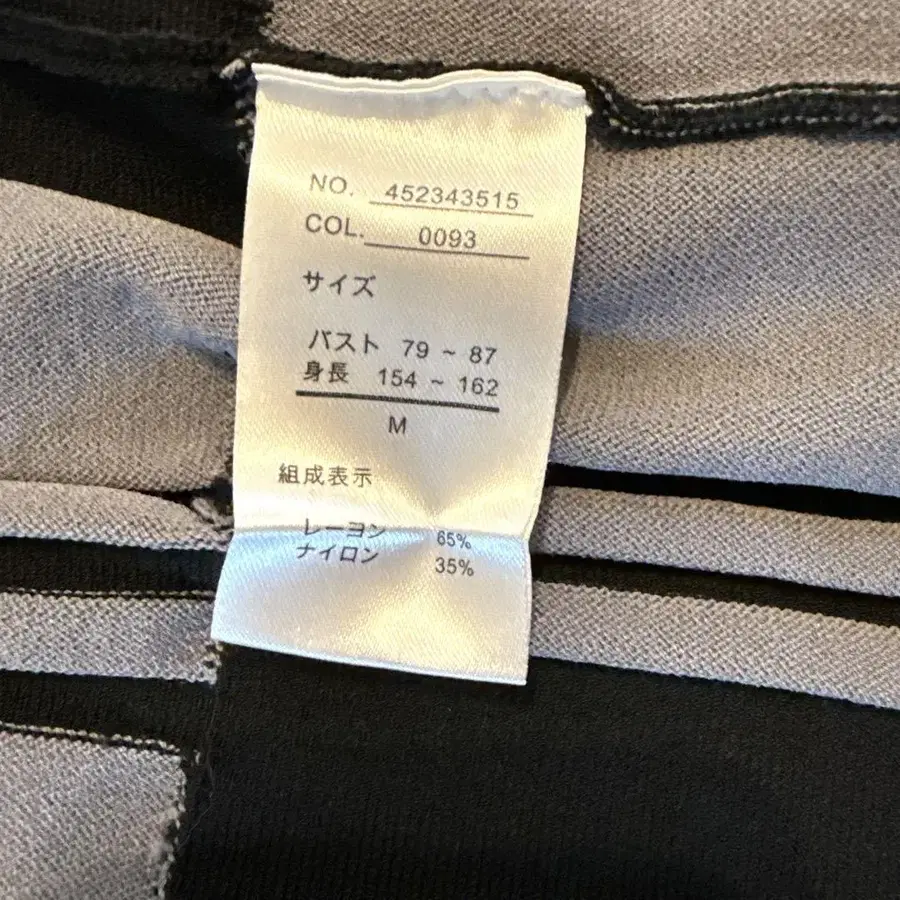 NO. 452343515
COL. 0093
サイズ
バスト 79 ~ 87
身長 154 ~ 162
M
組成表示
レーヨン 65%
ナイロン 35%